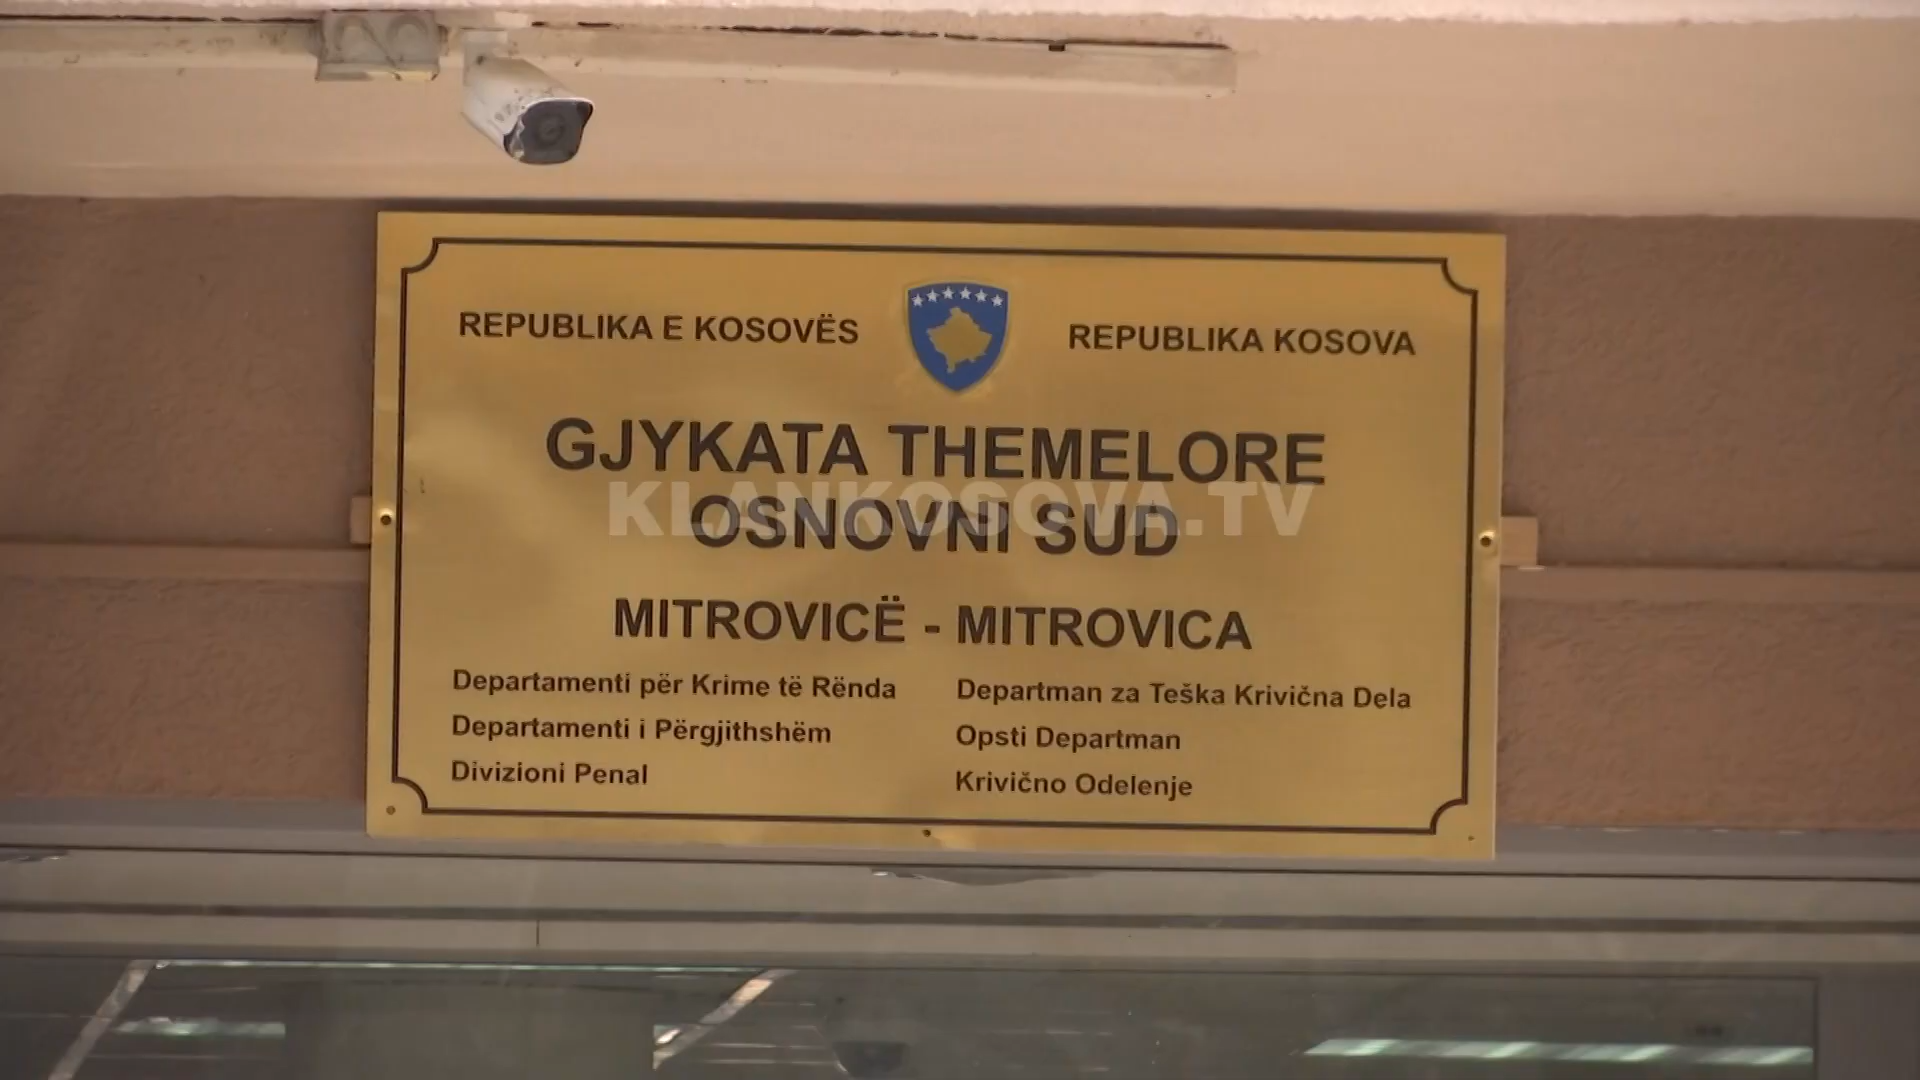 REPUBLIKA E KOSOVËS
REPUBLIKA KOSOVA
GJYKATA THEMELORE
KLANKOSOVA.TV
OSNOVNI SUD
MITROVICË - MITROVICA
Departamenti për Krime të Rënda
Departamenti i Përgjithshëm
Divizioni Penal
Departman za Teška Krivična Dela
Opsti Departman
Krivično Odelenje